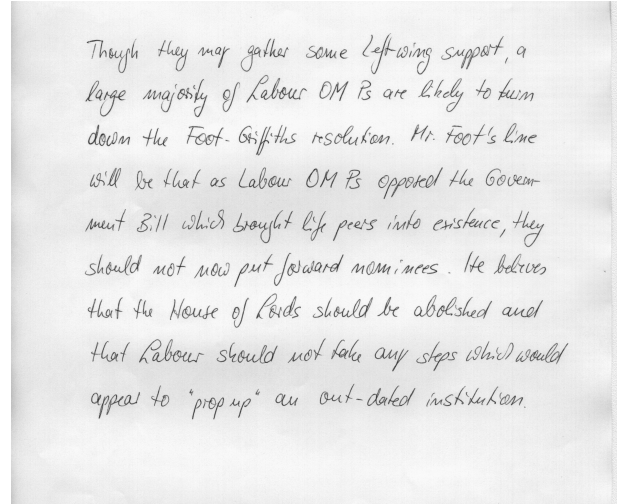 Though they may gather some Left-wing support, a
large majority of Labour OM Ps are likely to turn
down the Foot-Griffiths resolution. Mr. Foot's line
will be that as Labour OM Ps opposed the Govern-
ment Bill which brought life peers into existence, they
should not now put forward nominees. He believes
that the House of Lords should be abolished and
that Labour should not take any steps which would
appear to "prop up" an out-dated institution.